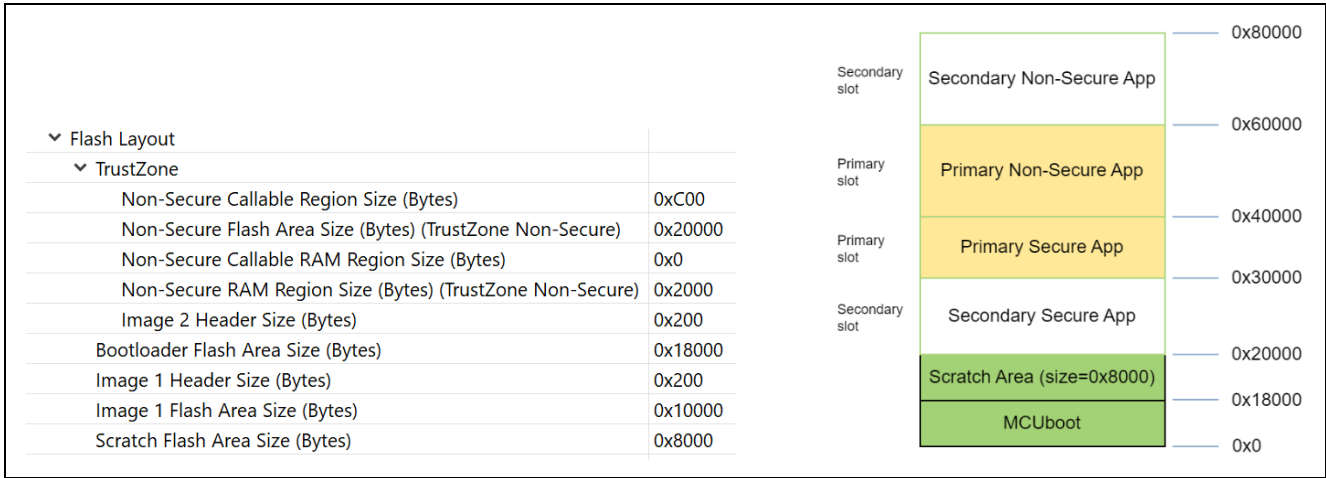 Flash Layout
TrustZone
Non-Secure Callable Region Size (Bytes) 0xC00
Non-Secure Flash Area Size (Bytes) (TrustZone Non-Secure) 0x20000
Non-Secure Callable RAM Region Size (Bytes) 0x0
Non-Secure RAM Region Size (Bytes) (TrustZone Non-Secure) 0x2000
Image 2 Header Size (Bytes) 0x200
Bootloader Flash Area Size (Bytes) 0x18000
Image 1 Header Size (Bytes) 0x200
Image 1 Flash Area Size (Bytes) 0x10000
Scratch Flash Area Size (Bytes) 0x8000
0x80000
Secondary
slot
Secondary Non-Secure App
0x60000
Primary
slot
Primary Non-Secure App
0x40000
Primary
slot
Primary Secure App
0x30000
Secondary
slot
Secondary Secure App
0x20000
Scratch Area (size=0x8000)
0x18000
MCUboot
0x0